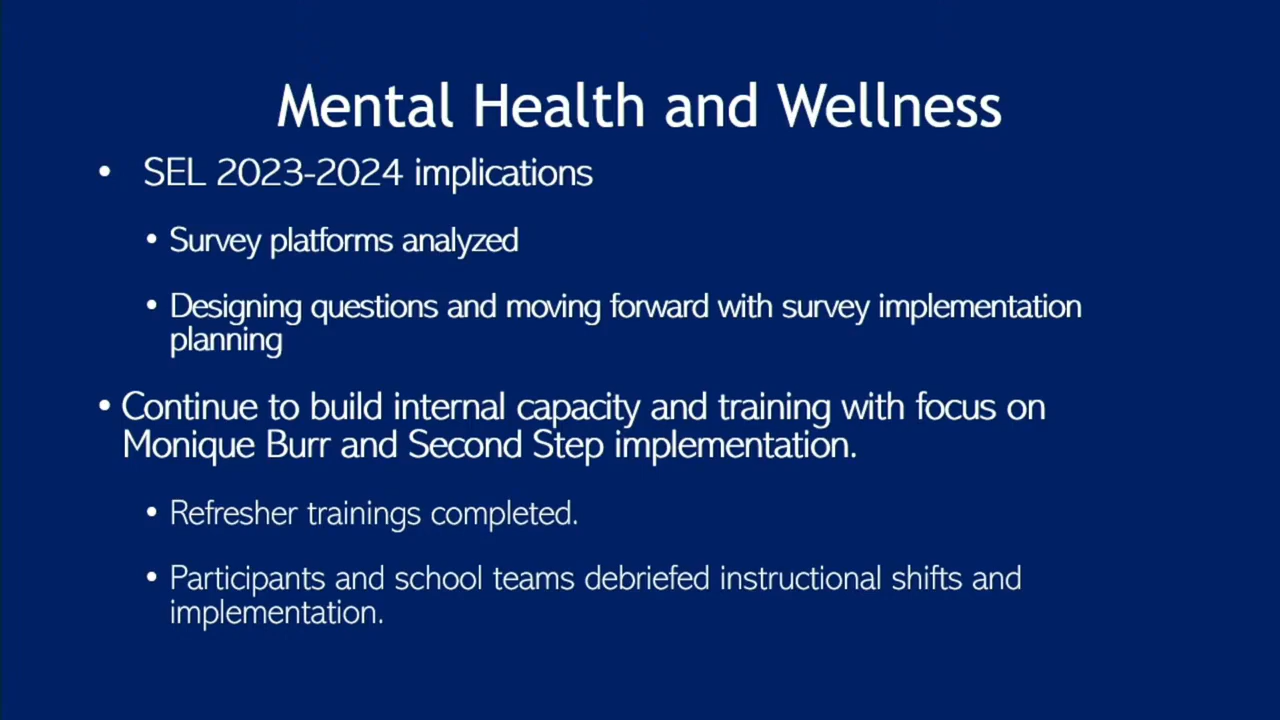 Mental Health and Wellness
• SEL 2023-2024 implications
• Survey platforms analyzed
• Designing questions and moving forward with survey implementation
planning
• Continue to build internal capacity and training with focus on
Monique Burr and Second Step implementation.
• Refresher trainings completed.
• Participants and school teams debriefed instructional shifts and
implementation.